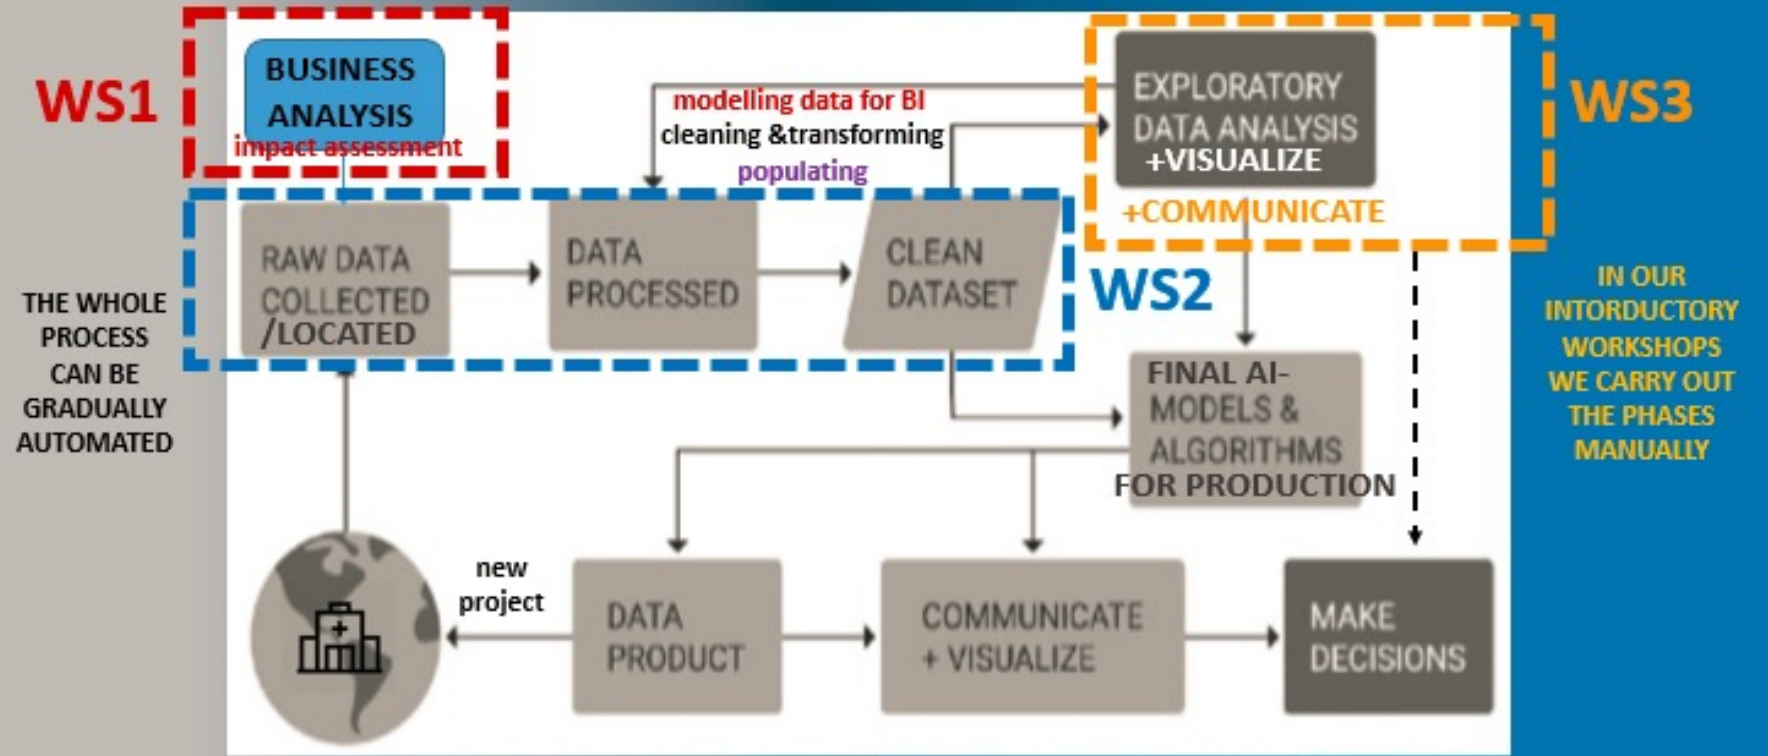 WS1
BUSINESS
ANALYSIS
impact assessment
modelling data for BI
cleaning &transforming
populating
EXPLORATORY
DATA ANALYSIS
+VISUALIZE
+COMMUNICATE
WS3
RAW DATA
COLLECTED
/LOCATED
DATA
PROCESSED
CLEAN
DATASET
WS2
THE WHOLE
PROCESS
CAN BE
GRADUALLY
AUTOMATED
IN OUR
INTORDUCTORY
WORKSHOPS
WE CARRY OUT
THE PHASES
MANUALLY
FINAL AI-
MODELS &
ALGORITHMS
FOR PRODUCTION
new
project
DATA
PRODUCT
COMMUNICATE
+ VISUALIZE
MAKE
DECISIONS